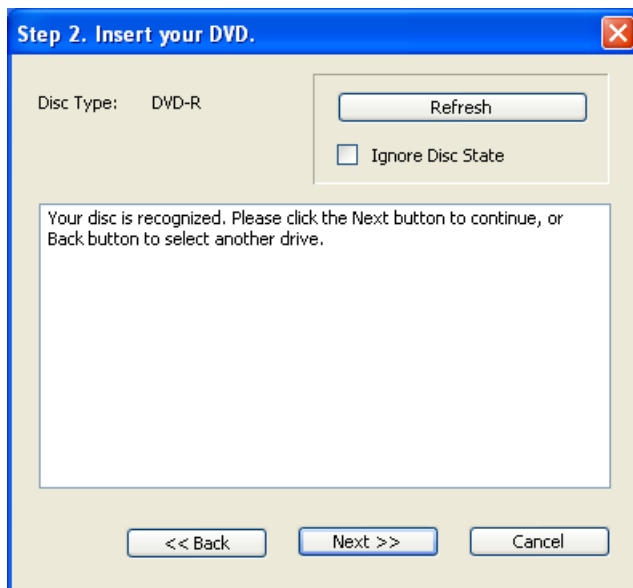 Step 2. Insert your DVD.
Disc Type: DVD-R
Refresh
Ignore Disc State
Your disc is recognized. Please click the Next button to continue, or
Back button to select another drive.
<< Back Next >> Cancel